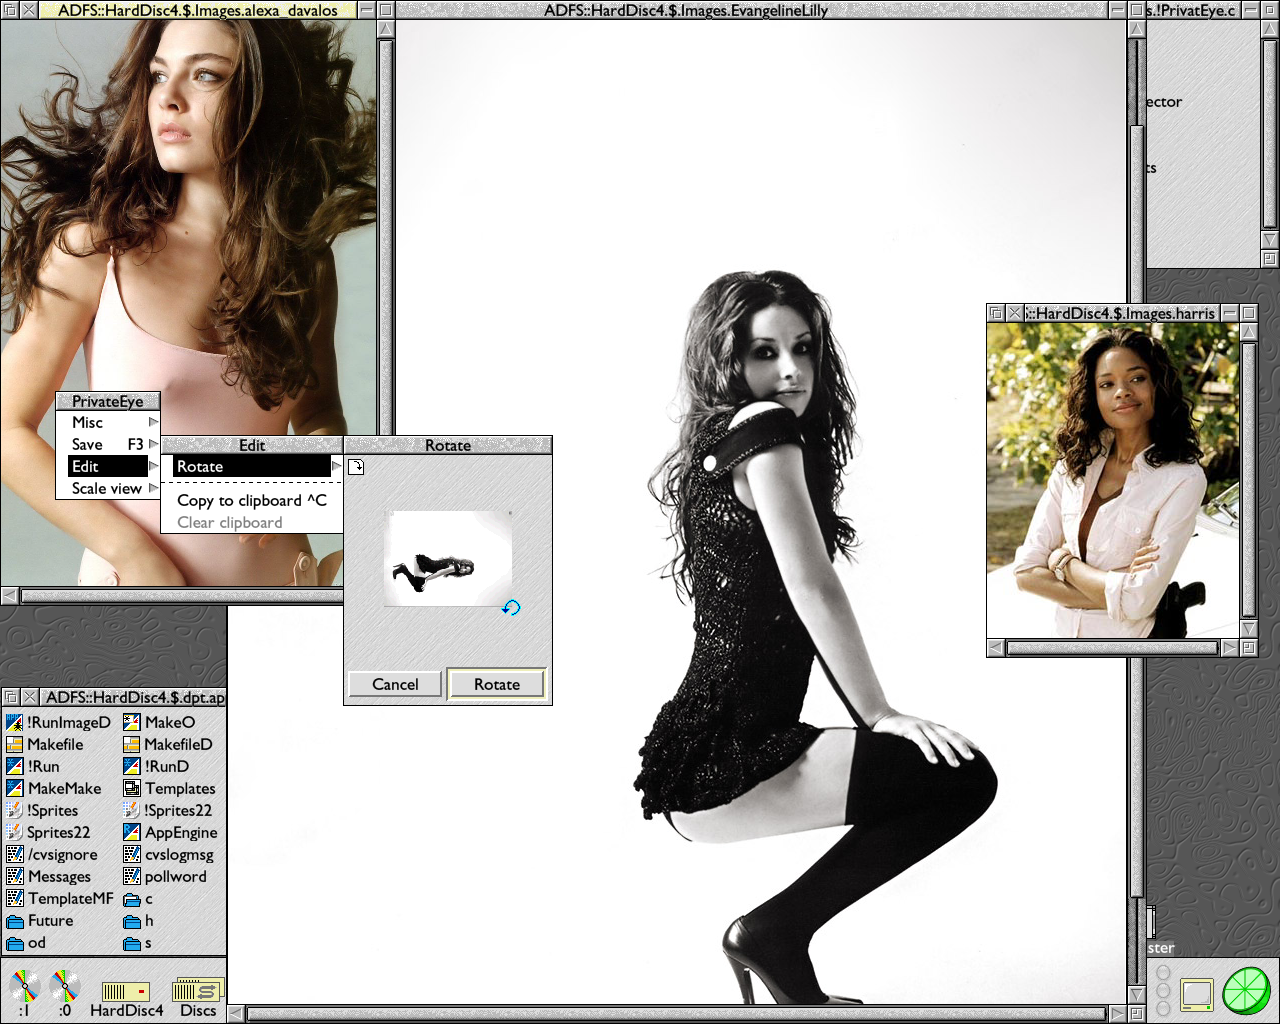 ADFS::HardDisc4.$.Images.alexa_davalos
ADFS::HardDisc4.$.Images.EvangelineLilly
s.!PrivatEye.c
ector
ts
:HardDisc4.$.Images.harris
PrivateEye
Misc
Save F3
Edit
Scale view
Edit
Rotate
Copy to clipboard ^C
Clear clipboard
Rotate
Cancel
Rotate
ADFS::HardDisc4.$.dpt.ap
!RunImageD
MakeO
Makefile
MakefileD
!Run
!RunD
MakeMake
Templates
!Sprites
!Sprites22
Sprites22
AppEngine
/cvsignore
cvslogmsg
Messages
pollword
TemplateMF
c
Future
h
od
s
ster
:1
:0
HardDisc4
Discs